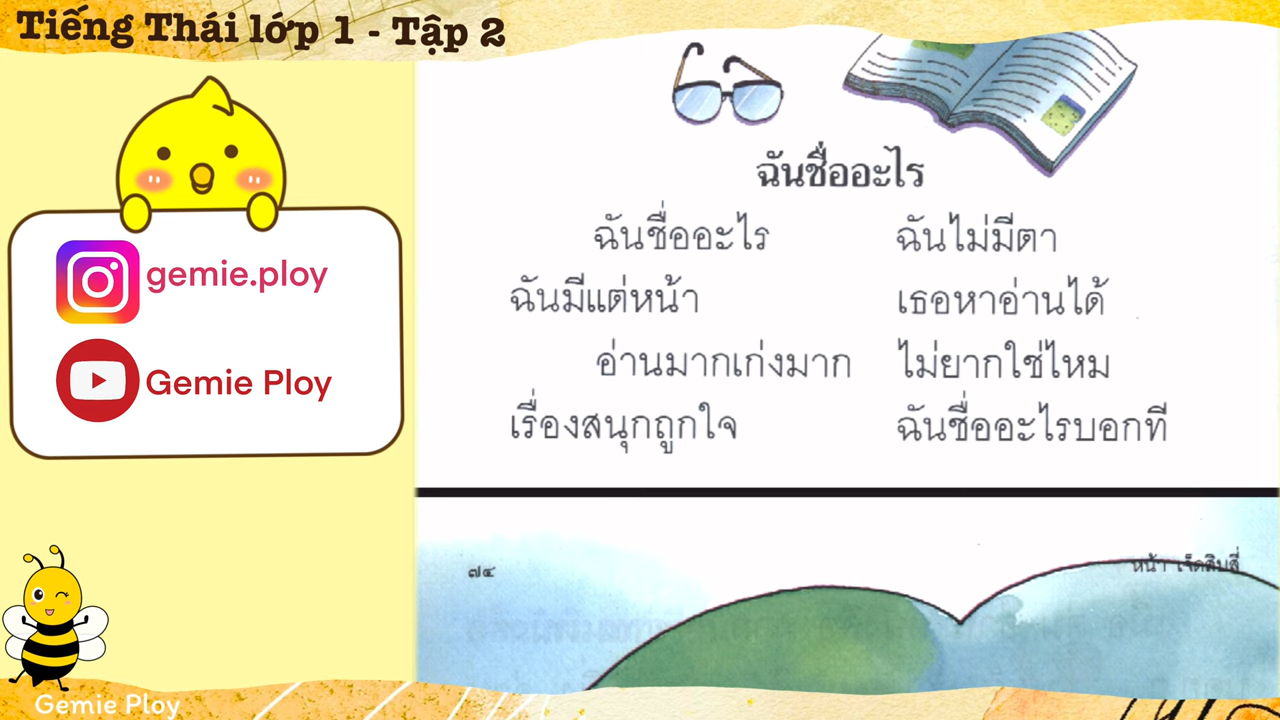 Tiếng Thái lớp 1 - Tập 2
gemie.ploy
Gemie Ploy
ฉันชื่ออะไร
ฉันชื่ออะไร ฉันไม่มีตา
ฉันมีแต่หน้า เธอหาอ่านได้
อ่านมากเก่งมาก ไม่ยากใช่ไหม
เรื่องสนุกถูกใจ ฉันชื่ออะไรบอกที
๗๔ หน้า เจ็ดสิบสี่
Gemie Ploy